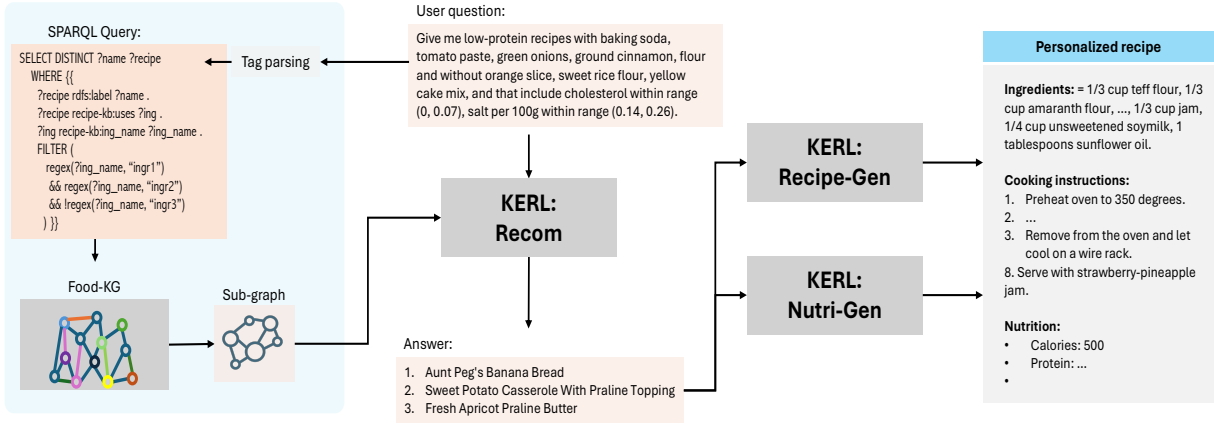 SPARQL Query:
SELECT DISTINCT ?name ?recipe
WHERE {{
?recipe rdfs:label ?name .
?recipe recipe-kb:uses ?ing .
?ing recipe-kb:ing_name ?ing_name .
FILTER (
regex(?ing_name, “ingr1”)
&& regex(?ing_name, “ingr2”)
&& !regex(?ing_name, “ingr3”)
) }}
Tag parsing
Food-KG
Sub-graph
User question:
Give me low-protein recipes with baking soda,
tomato paste, green onions, ground cinnamon, flour
and without orange slice, sweet rice flour, yellow
cake mix, and that include cholesterol within range
(0, 0.07), salt per 100g within range (0.14, 0.26).
KERL:
Recom
Answer:
1. Aunt Peg's Banana Bread
2. Sweet Potato Casserole With Praline Topping
3. Fresh Apricot Praline Butter
KERL:
Recipe-Gen
KERL:
Nutri-Gen
Personalized recipe
Ingredients: = 1/3 cup teff flour, 1/3
cup amaranth flour, ..., 1/3 cup jam,
1/4 cup unsweetened soymilk, 1
tablespoons sunflower oil.
Cooking instructions:
1. Preheat oven to 350 degrees.
2. ...
3. Remove from the oven and let
cool on a wire rack.
8. Serve with strawberry-pineapple
jam.
Nutrition:
• Calories: 500
• Protein: ...
•